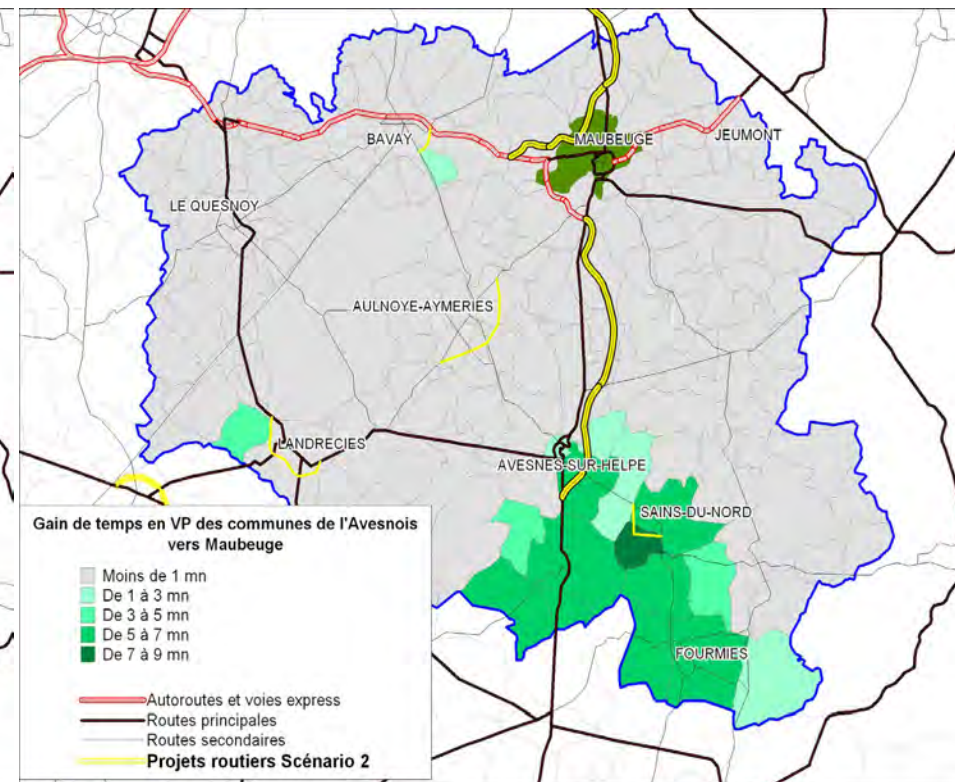 BAVAY
MAUBEUGE
JEUMONT
LE QUESNOY
AULNOYE-AYMERIES
LANDRECIES
AVESNES-SUR-HELPE
SAINS-DU-NORD
FOURMIES
Gain de temps en VP des communes de l'Avesnois
vers Maubeuge
Moins de 1 mn
De 1 à 3 mn
De 3 à 5 mn
De 5 à 7 mn
De 7 à 9 mn
Autoroutes et voies express
Routes principales
Routes secondaires
Projets routiers Scénario 2